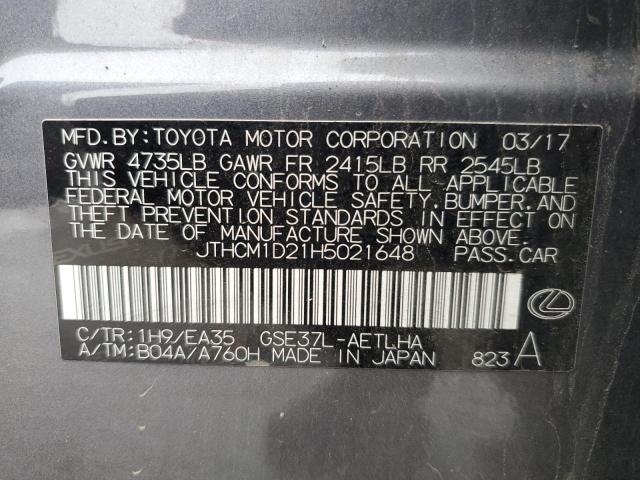 MFD.BY:TOYOTA MOTOR CORPORATION 03/17
GVWR 4735LB GAWR FR 2415LB RR 2545LB
THIS VEHICLE CONFORMS TO ALL APPLICABLE
FEDERAL MOTOR VEHICLE SAFETY,BUMPER,AND
THEFT PREVENTION STANDARDS IN EFFECT ON
THE DATE OF MANUFACTURE SHOWN ABOVE.
JTHCM1D21H5021648 PASS.CAR
C/TR:1H9/EA35 GSE37L-AETLHA
A/TM:B04A/A760H MADE IN JAPAN 823A